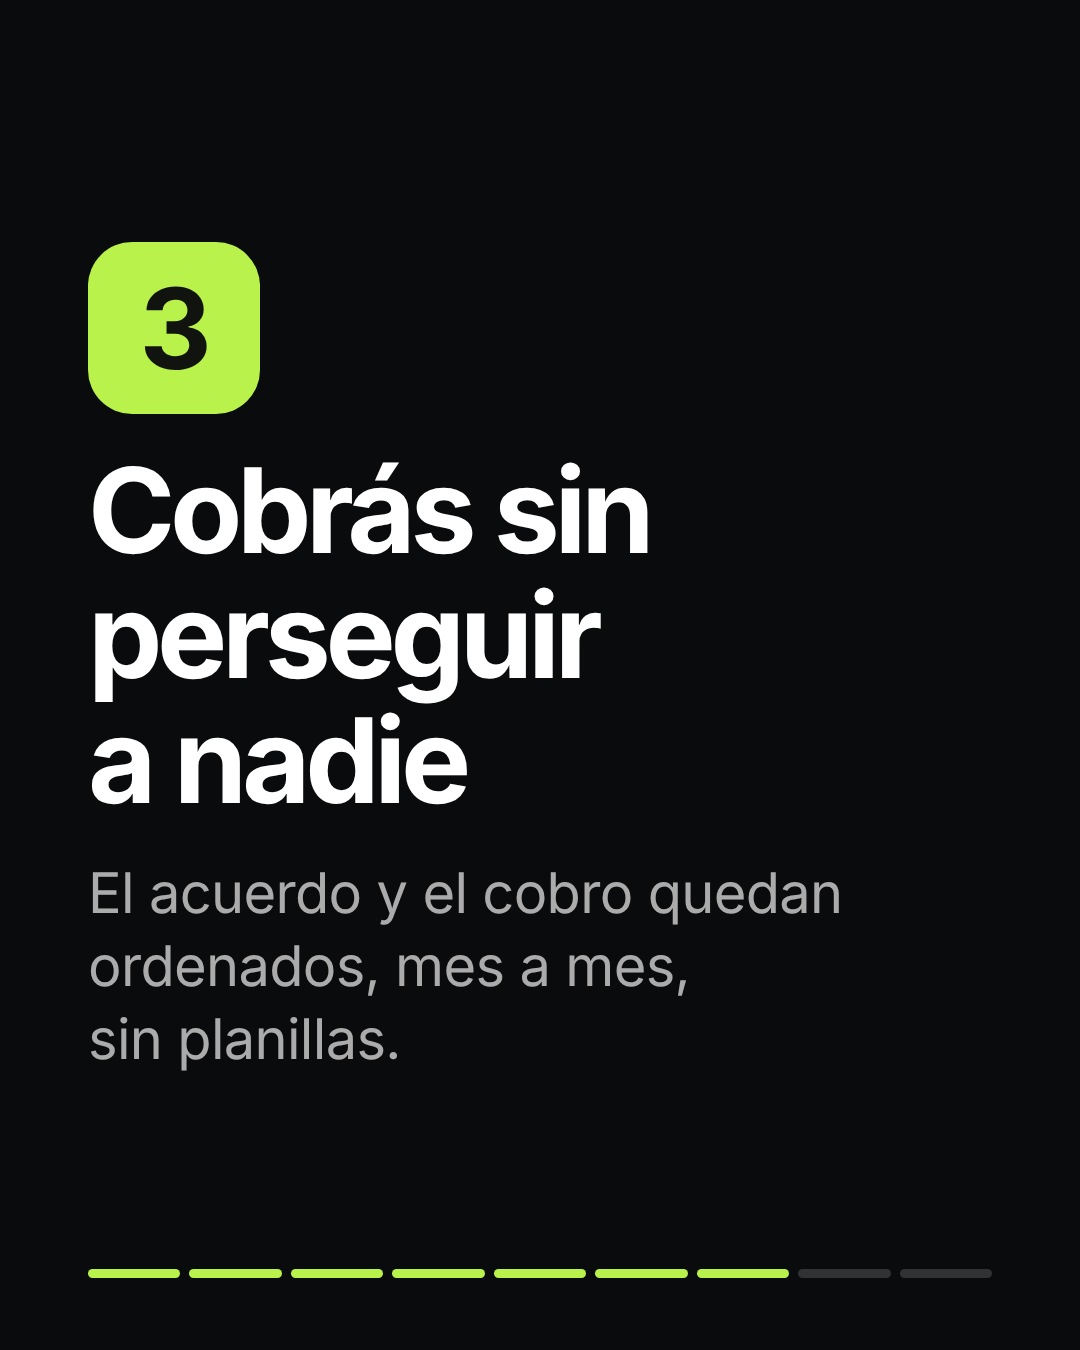 3
Cobrás sin
perseguir
a nadie
El acuerdo y el cobro quedan
ordenados, mes a mes,
sin planillas.